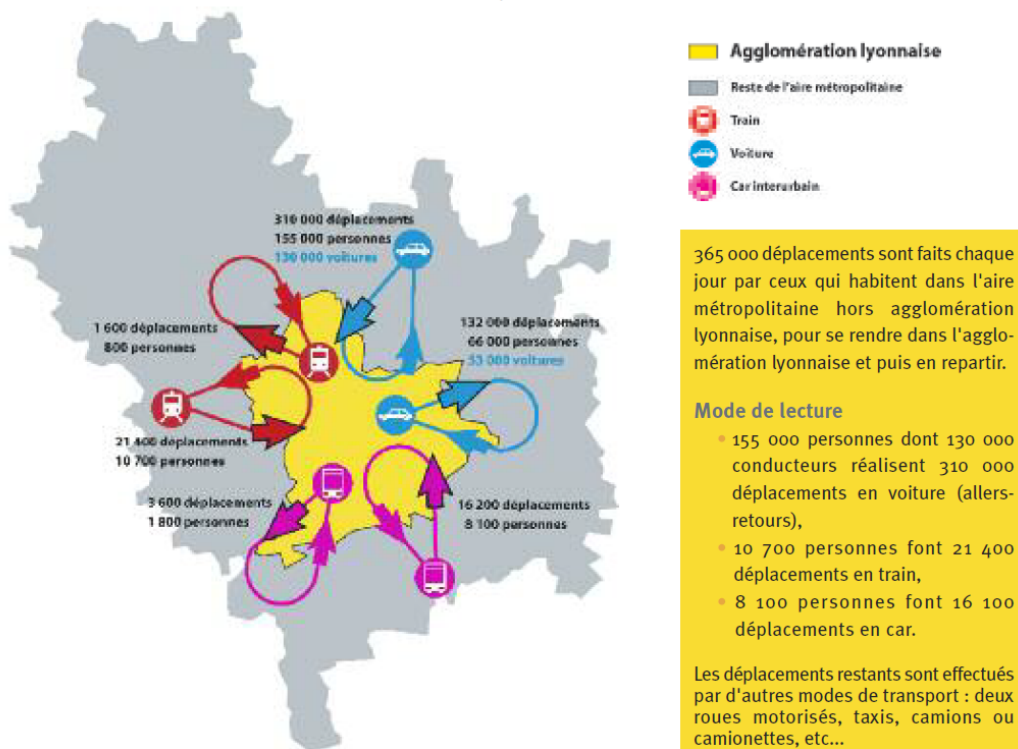 Agglomération lyonnaise
Reste de l'aire métropolitaine
Train
Voiture
Car interurbain
310 000 déplacements
155 000 personnes
130 000 voitures
1 600 déplacements
800 personnes
132 000 déplacements
66 000 personnes
53 000 voitures
21 400 déplacements
10 700 personnes
3 600 déplacements
1 800 personnes
16 200 déplacements
8 100 personnes
365 000 déplacements sont faits chaque
jour par ceux qui habitent dans l'aire
métropolitaine hors agglomération
lyonnaise, pour se rendre dans l'agglo-
mération lyonnaise et puis en repartir.
Mode de lecture
• 155 000 personnes dont 130 000
conducteurs réalisent 310 000
déplacements en voiture (allers-
retours),
• 10 700 personnes font 21 400
déplacements en train,
• 8 100 personnes font 16 100
déplacements en car.
Les déplacements restants sont effectués
par d'autres modes de transport : deux
roues motorisés, taxis, camions ou
camionettes, etc...